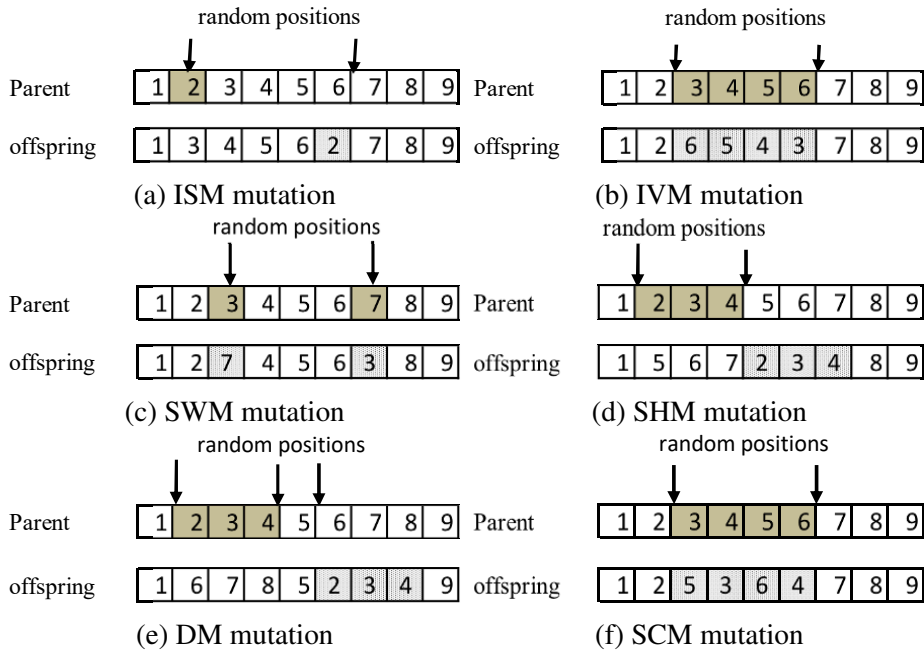 random positions
Parent 1 2 3 4 5 6 7 8 9
offspring 1 3 4 5 6 2 7 8 9
(a) ISM mutation
random positions
Parent 1 2 3 4 5 6 7 8 9
offspring 1 2 6 5 4 3 7 8 9
(b) IVM mutation
random positions
Parent 1 2 3 4 5 6 7 8 9
offspring 1 2 7 4 5 6 3 8 9
(c) SWM mutation
random positions
Parent 1 2 3 4 5 6 7 8 9
offspring 1 5 6 7 2 3 4 8 9
(d) SHM mutation
random positions
Parent 1 2 3 4 5 6 7 8 9
offspring 1 6 7 8 5 2 3 4 9
(e) DM mutation
random positions
Parent 1 2 3 4 5 6 7 8 9
offspring 1 2 5 3 6 4 7 8 9
(f) SCM mutation